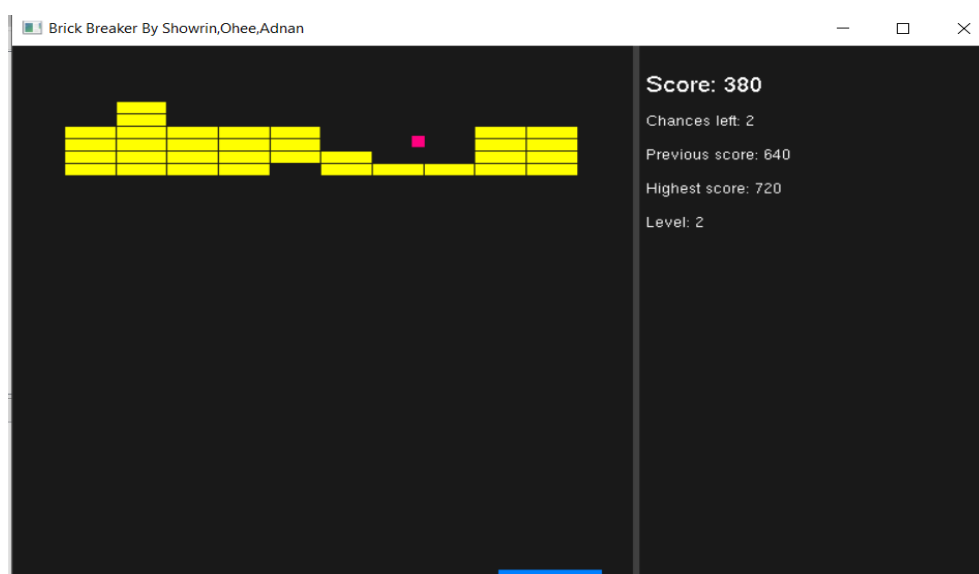 Brick Breaker By Showrin,Ohee,Adnan
Score: 380
Chances left: 2
Previous score: 640
Highest score: 720
Level: 2